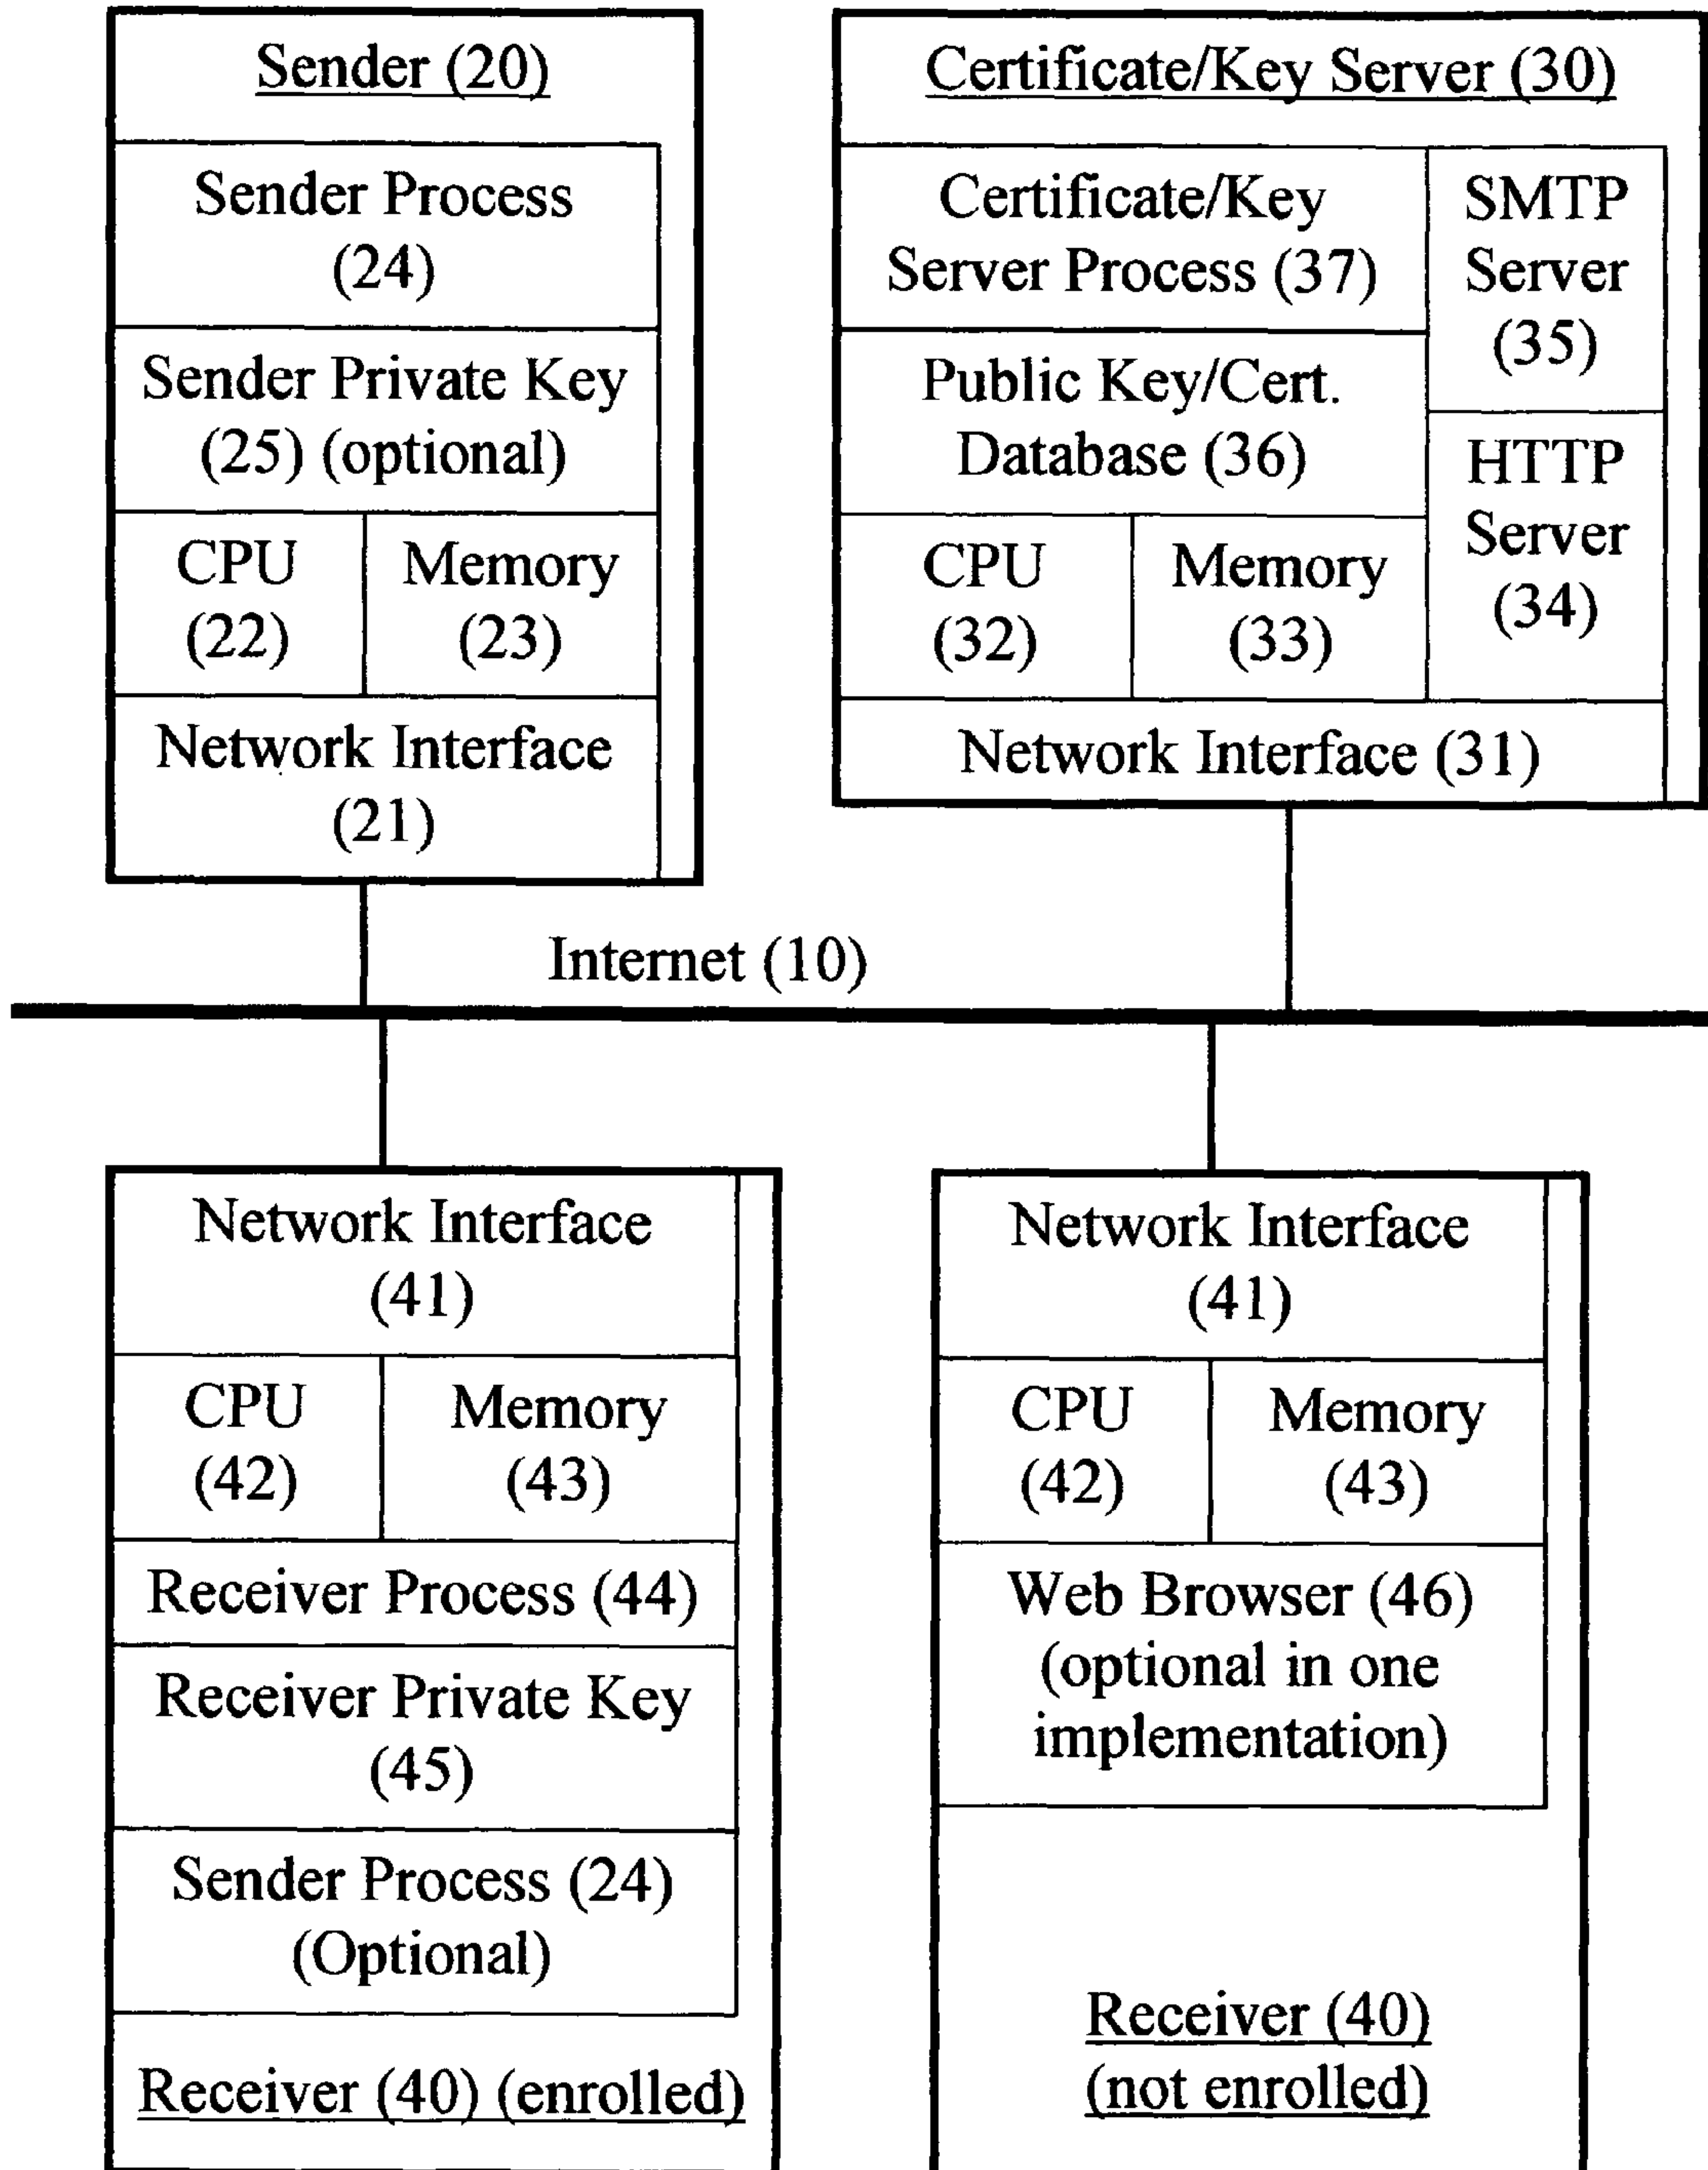 Sender (20)
Sender Process
(24)
Sender Private Key
(25) (optional)
CPU
(22)
Memory
(23)
Network Interface
(21)
Certificate/Key Server (30)
Certificate/Key
Server Process (37)
SMTP
Server
(35)
Public Key/Cert.
Database (36)
HTTP
Server
(34)
CPU
(32)
Memory
(33)
Network Interface (31)
Internet (10)
Network Interface
(41)
CPU
(42)
Memory
(43)
Receiver Process (44)
Receiver Private Key
(45)
Sender Process (24)
(Optional)
Receiver (40) (enrolled)
Network Interface
(41)
CPU
(42)
Memory
(43)
Web Browser (46)
(optional in one
implementation)
Receiver (40)
(not enrolled)